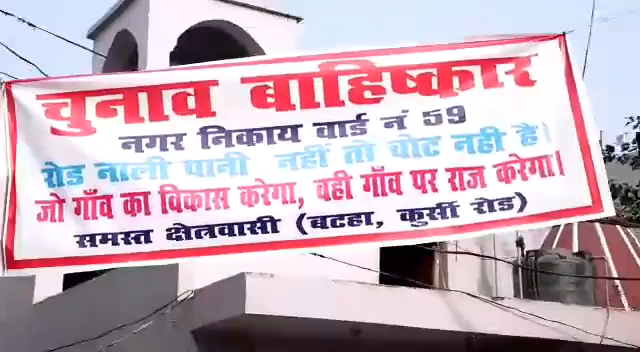 चुनाव बाहिष्कार
नगर निकाय वार्ड नं 59
रोड नाली पानी नहीं तो वोट नही है।
जो गाँव का विकास करेगा, वही गाँव पर राज करेगा।
समस्त क्षेत्रवासी (बटहा, कुर्सी रोड)